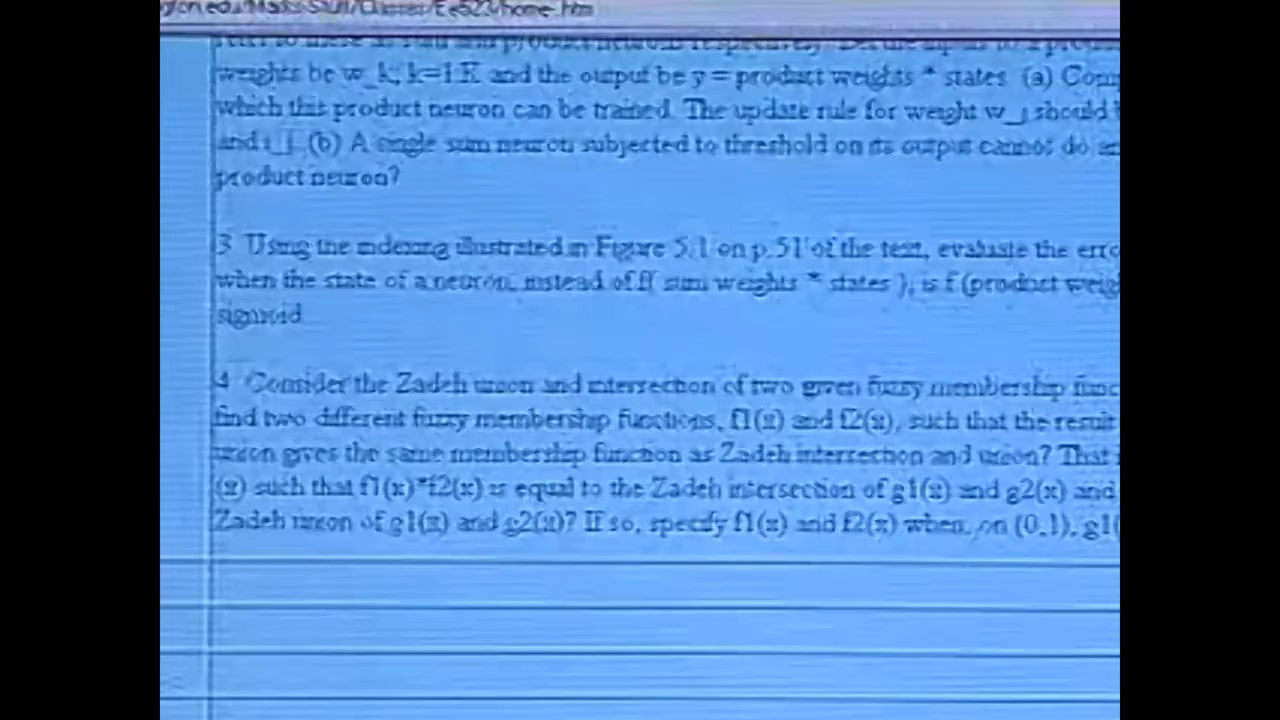 weights be w_k; k=1 K and the output be y = product weights * states (a) Com
which this product neuron can be trained. The update rule for weight w_j should
and i_j. (b) A single sum neuron subjected to threshold on its output cannot do
product neuron?
3 Using the indexing illustrated in Figure 5.1 on p.51 of the text, evaluate the erro
when the state of a neuron, instead of f( sum weights * states ), is f (product weig
sigmoid
4 Consider the Zadeh union and intersection of two given fuzzy membership func
find two different fuzzy membership functions, f1(x) and f2(x), such that the result
union gives the same membership function as Zadeh intersection and union? That
(x) such that f1(x)*f2(x) is equal to the Zadeh intersection of g1(x) and g2(x) and
Zadeh union of g1(x) and g2(x)? If so, specify f1(x) and f2(x) when, on (0,1), g1(